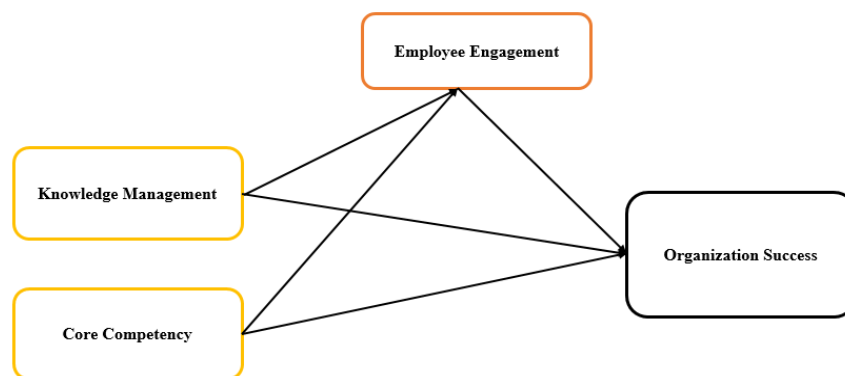 Employee Engagement
Knowledge Management
Organization Success
Core Competency